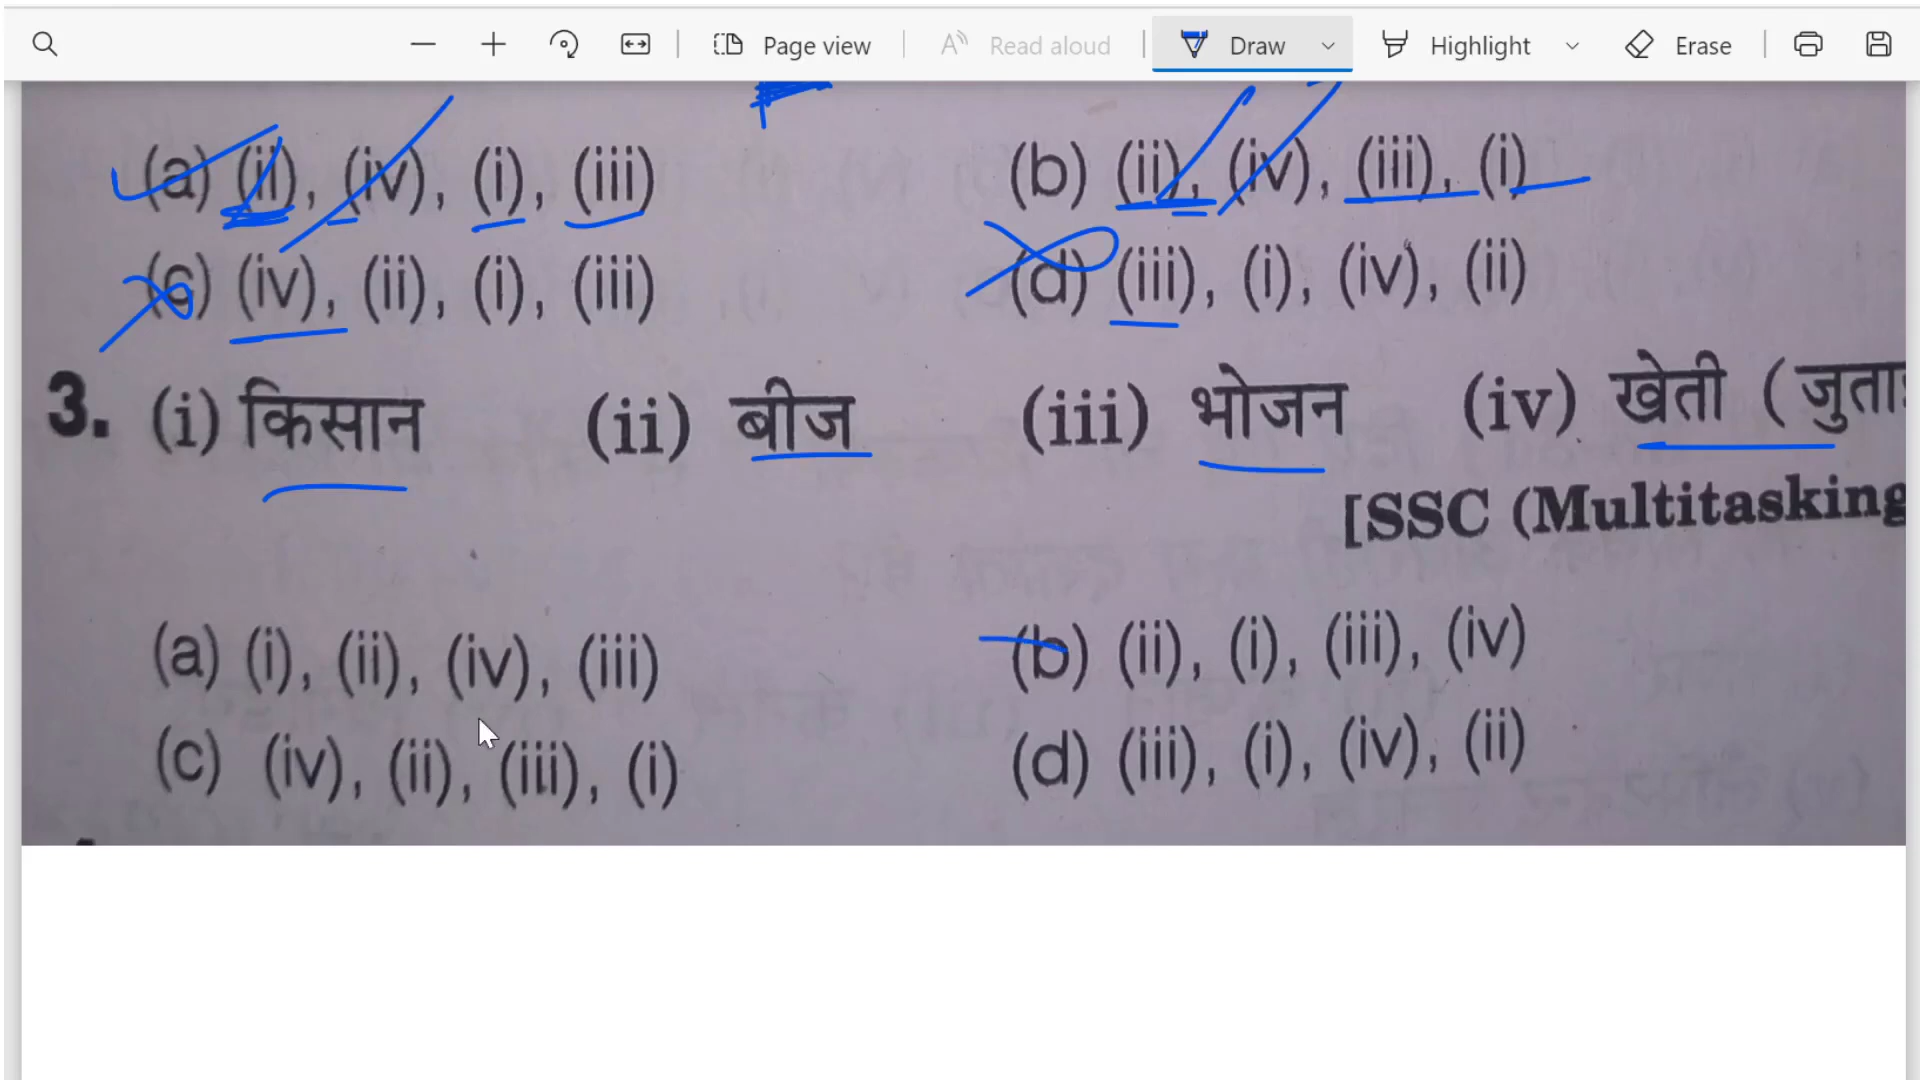 Page view Read aloud Draw Highlight Erase
(a) (ii), (iv), (i), (iii) (b) (ii), (iv), (iii), (i)
(c) (iv), (ii), (i), (iii) (d) (iii), (i), (iv), (ii)
3. (i) किसान (ii) बीज (iii) भोजन (iv) खेती (
[SSC (Multitasking
(a) (i), (ii), (iv), (iii) (b) (ii), (i), (iii), (iv)
(c) (iv), (ii), (iii), (i) (d) (iii), (i), (iv), (ii)